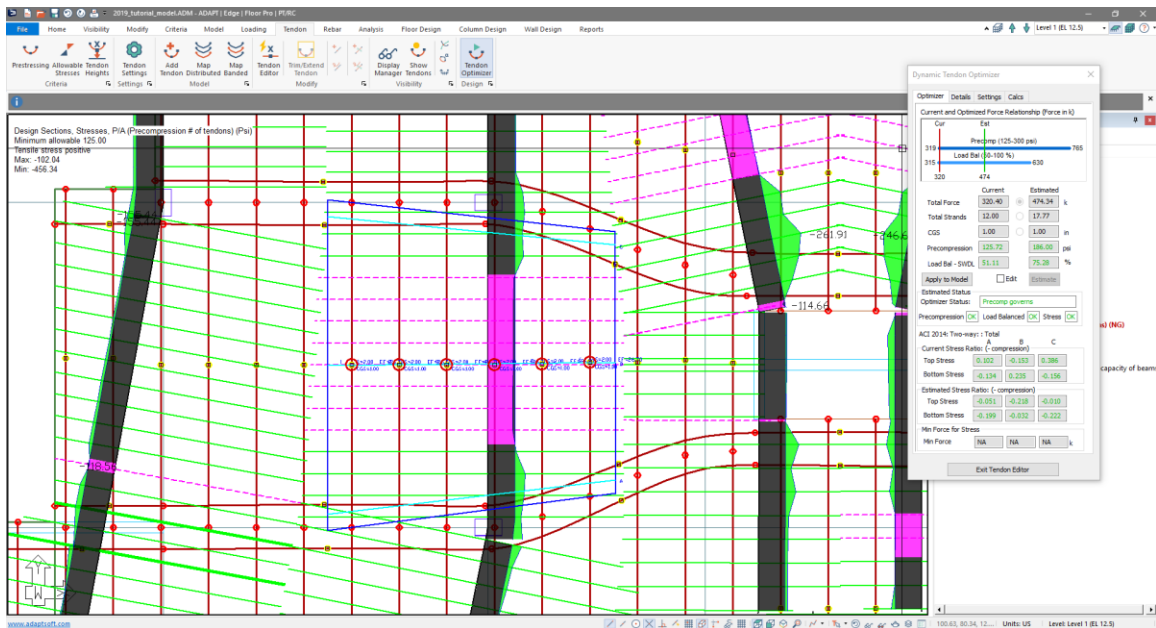 2019_tutorial_model.ADM - ADAPT | Edge | Floor Pro | PT/RC
File Home Visibility Modify Criteria Model Loading Tendon Rebar Analysis Floor Design Column Design Wall Design Reports
Level 1 (EL 12.5)
Prestressing Allowable Stresses Tendon Heights Tendon Settings Add Tendon Map Distributed Map Banded Tendon Editor Trim/Extend Tendon Display Manager Show Tendons Tendon Optimizer
Criteria Settings Model Modify Visibility Design
Design Sections, Stresses, P/A (Precompression # of tendons) (Psi)
Minimum allowable 125.00
Tensile stress positive
Max: -102.04
Min: -456.34
-261.91
-246.6
-114.66
-118.56
Dynamic Tendon Optimizer
Optimizer Details Settings Calcs
Current and Optimized Force Relationship (Force in k)
Cur Est
Precomp (125-300 psi)
319 765
Load Bal (50-100 %)
315 630
320 474
Current Estimated
Total Force 320.40 474.34 k
Total Strands 12.00 17.77
CGS 1.00 1.00 in
Precompression 125.72 186.00 psi
Load Bal - SWDL 51.11 75.28 %
Apply to Model Edit Estimate
Estimated Status
Optimizer Status: Precomp governs
Precompression OK Load Balanced OK Stress OK
ACI 2014: Two-way: : Total
Current Stress Ratio: (- compression)
A B C
Top Stress 0.102 -0.153 0.386
Bottom Stress -0.134 0.235 -0.156
Estimated Stress Ratio: (- compression)
Top Stress -0.051 -0.218 -0.010
Bottom Stress -0.199 -0.032 -0.222
Min Force for Stress
Min Force NA NA NA k
Exit Tendon Editor
s) (NG)
capacity of beams
C
A
Y
W
www.adaptsoft.com
100.63, 80.34, 12.... Units: US Level: Level 1 (EL 12.5)